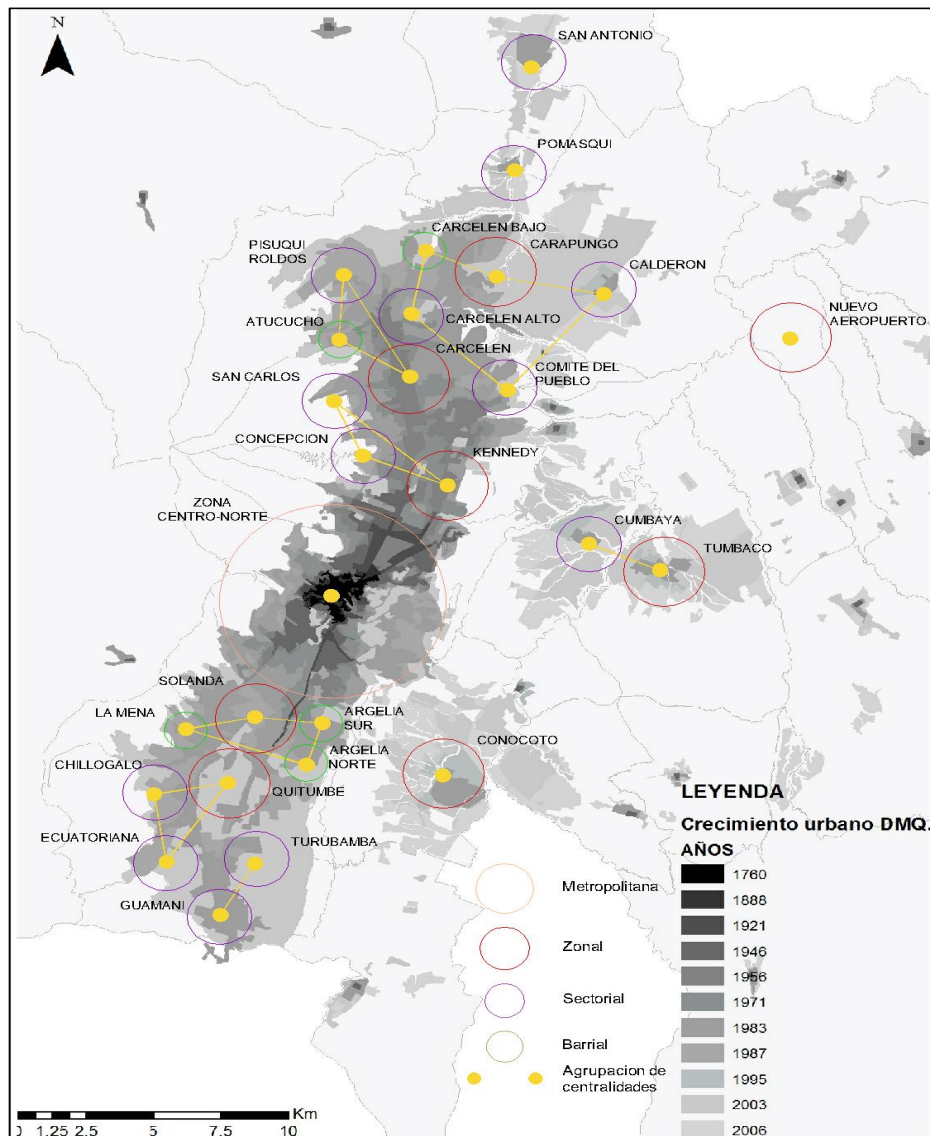 N
SAN ANTONIO
POMASQUI
CARCELEN BAJO
PISUQUI
ROLDOS
CARAPUNGO
CALDERON
ATUCUCHO
CARCELEN ALTO
NUEVO
AEROPUERTO
CARCELEN
SAN CARLOS
COMITE DEL
PUEBLO
CONCEPCION
KENNEDY
ZONA
CENTRO-NORTE
CUMBAYA
TUMBACO
SOLANDA
LA MENA
ARGELIA
SUR
CHILLOGALO
ARGELIA
NORTE
CONOCOTO
QUITUMBE
ECUATORIANA
TURUBAMBA
GUAMANI
Metropolitana
Zonal
Sectorial
Barrial
Agrupacion de
centralidades
LEYENDA
Crecimiento urbano DMQ.
AÑOS
1760
1888
1921
1946
1956
1971
1983
1987
1995
2003
2006
Km
0 1.25 2.5 5 7.5 10